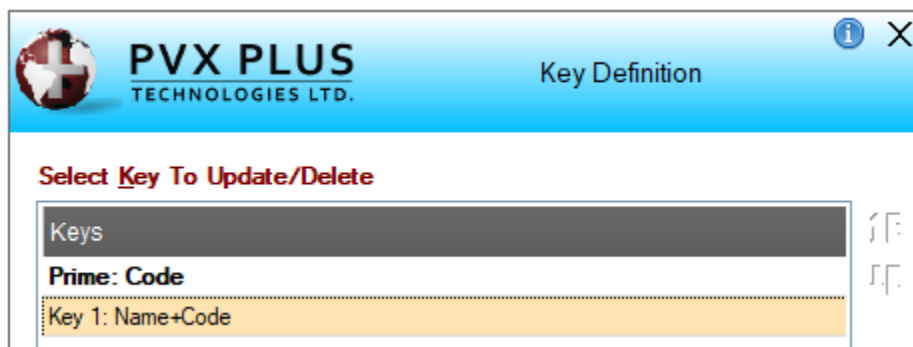 PVX PLUS
TECHNOLOGIES LTD.
Key Definition
Select Key To Update/Delete
Keys
Prime: Code
Key 1: Name+Code